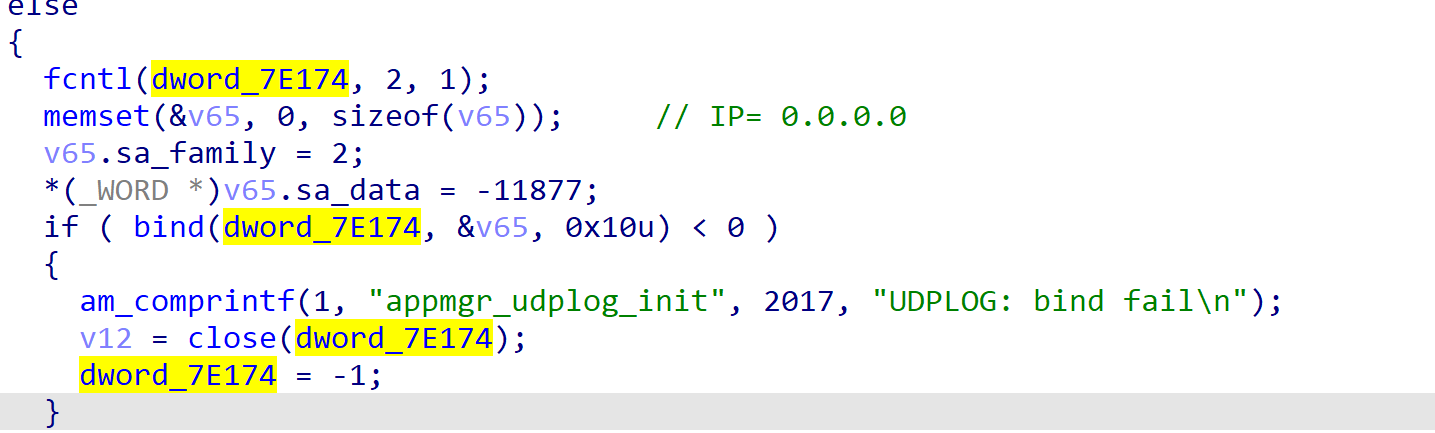 else
{
fcntl(dword_7E174, 2, 1);
memset(&v65, 0, sizeof(v65));      // IP= 0.0.0.0
v65.sa_family = 2;
*(_WORD *)v65.sa_data = -11877;
if ( bind(dword_7E174, &v65, 0x10u) < 0 )
{
am_comprintf(1, "appmgr_udplog_init", 2017, "UDPLOG: bind fail\n");
v12 = close(dword_7E174);
dword_7E174 = -1;
}